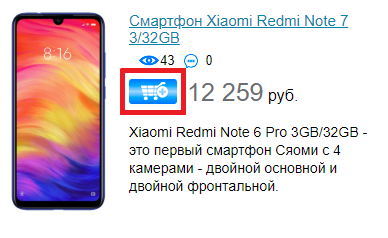 Смартфон Xiaomi Redmi Note 7
3/32GB
43 0
12 259 руб.
Xiaomi Redmi Note 6 Pro 3GB/32GB -
это первый смартфон Сяоми с 4
камерами - двойной основной и
двойной фронтальной.